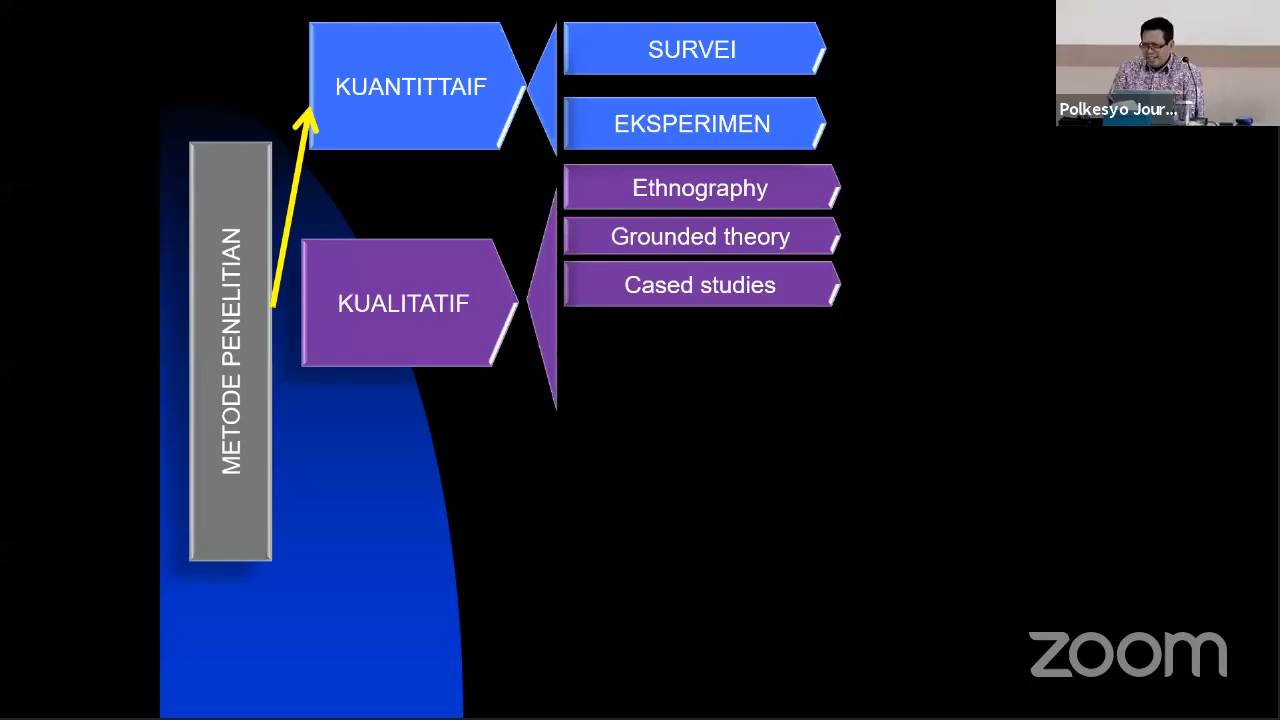 METODE PENELITIAN
KUANTITTAIF
SURVEI
EKSPERIMEN
KUALITATIF
Ethnography
Grounded theory
Cased studies
Polkesyo Jour...
zoom